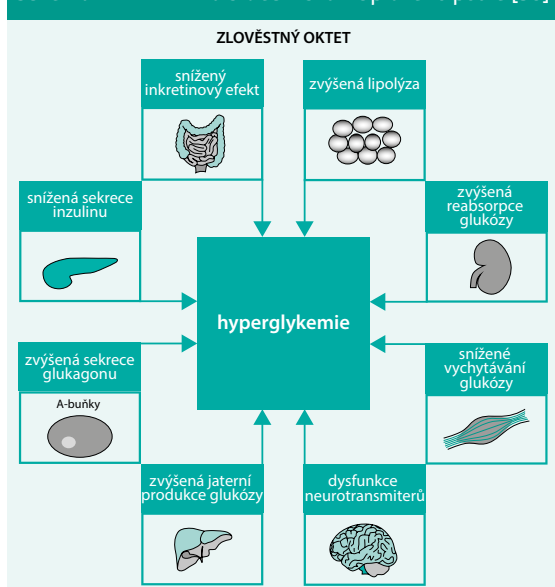 ZLOVĚSTNÝ OKTET
snížený
inkretinový efekt
zvýšená lipolýza
snížená sekrece
inzulinu
zvýšená
reabsorpce
glukózy
hyperglykemie
zvýšená sekrece
glukagonu
A-buňky
snížené
vychytávání
glukózy
zvýšená jaterní
produkce glukózy
dysfunkce
neurotransmiterů